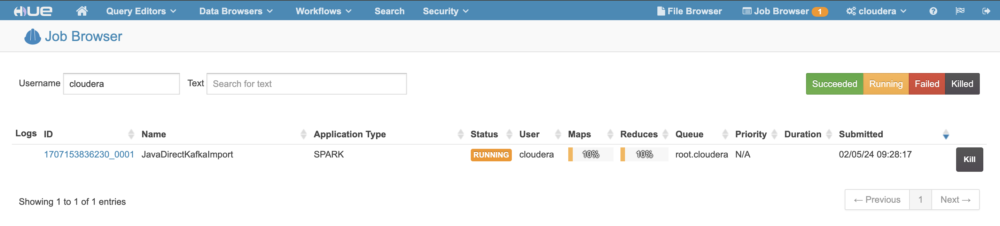 HUE Query Editors Data Browsers Workflows Search Security File Browser Job Browser 1 cloudera
Job Browser
Username cloudera Text Search for text Succeeded Running Failed Killed
Logs ID Name Application Type Status User Maps Reduces Queue Priority Duration Submitted
1707153836230_0001 JavaDirectKafkaImport SPARK RUNNING cloudera 10% 10% root.cloudera N/A 02/05/24 09:28:17 Kill
Showing 1 to 1 of 1 entries ← Previous 1 Next →